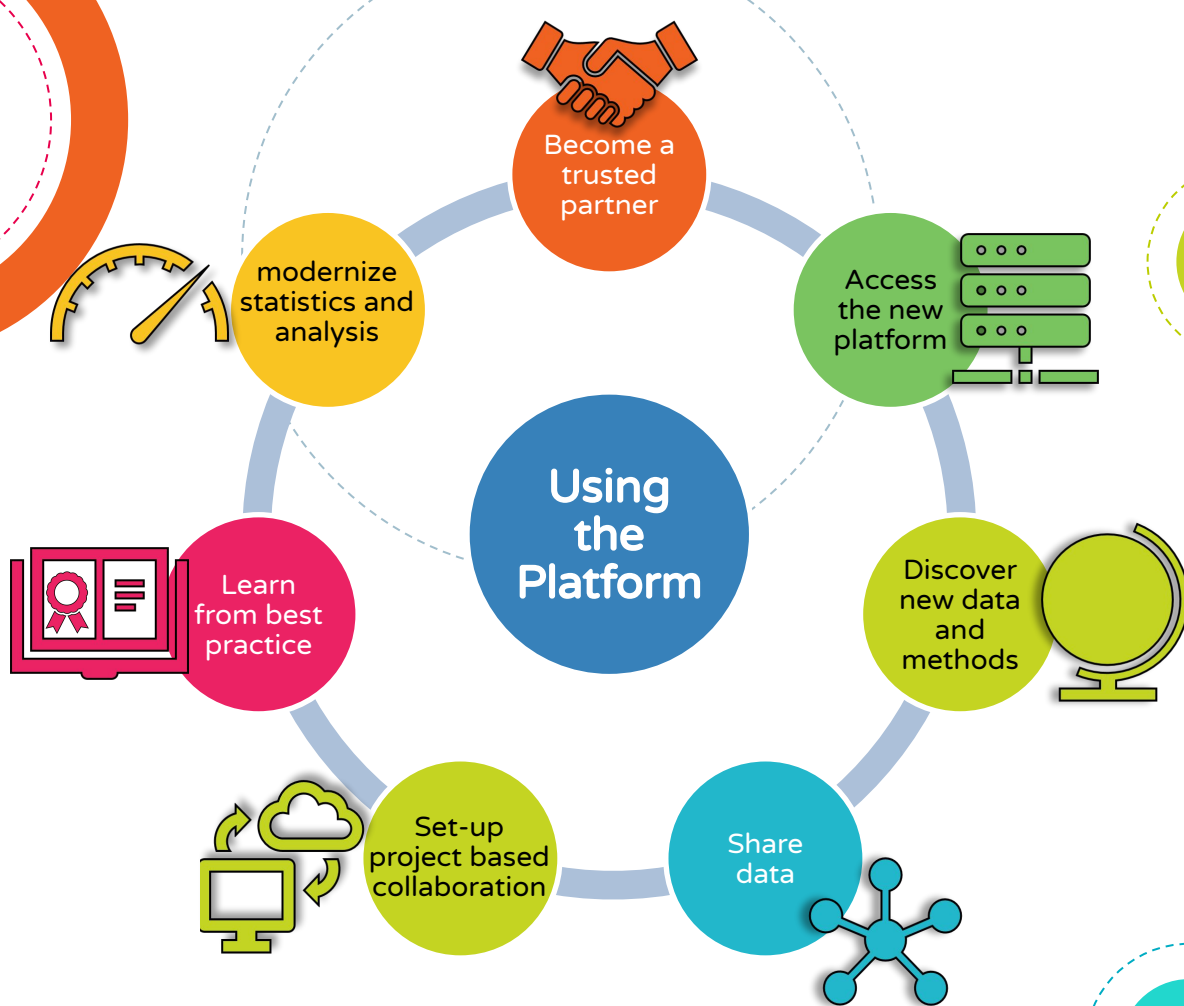 Become a
trusted
partner
Access
the new
platform
Discover
new data
and
methods
Share
data
Set-up
project based
collaboration
Learn
from best
practice
modernize
statistics and
analysis
Using
the
Platform